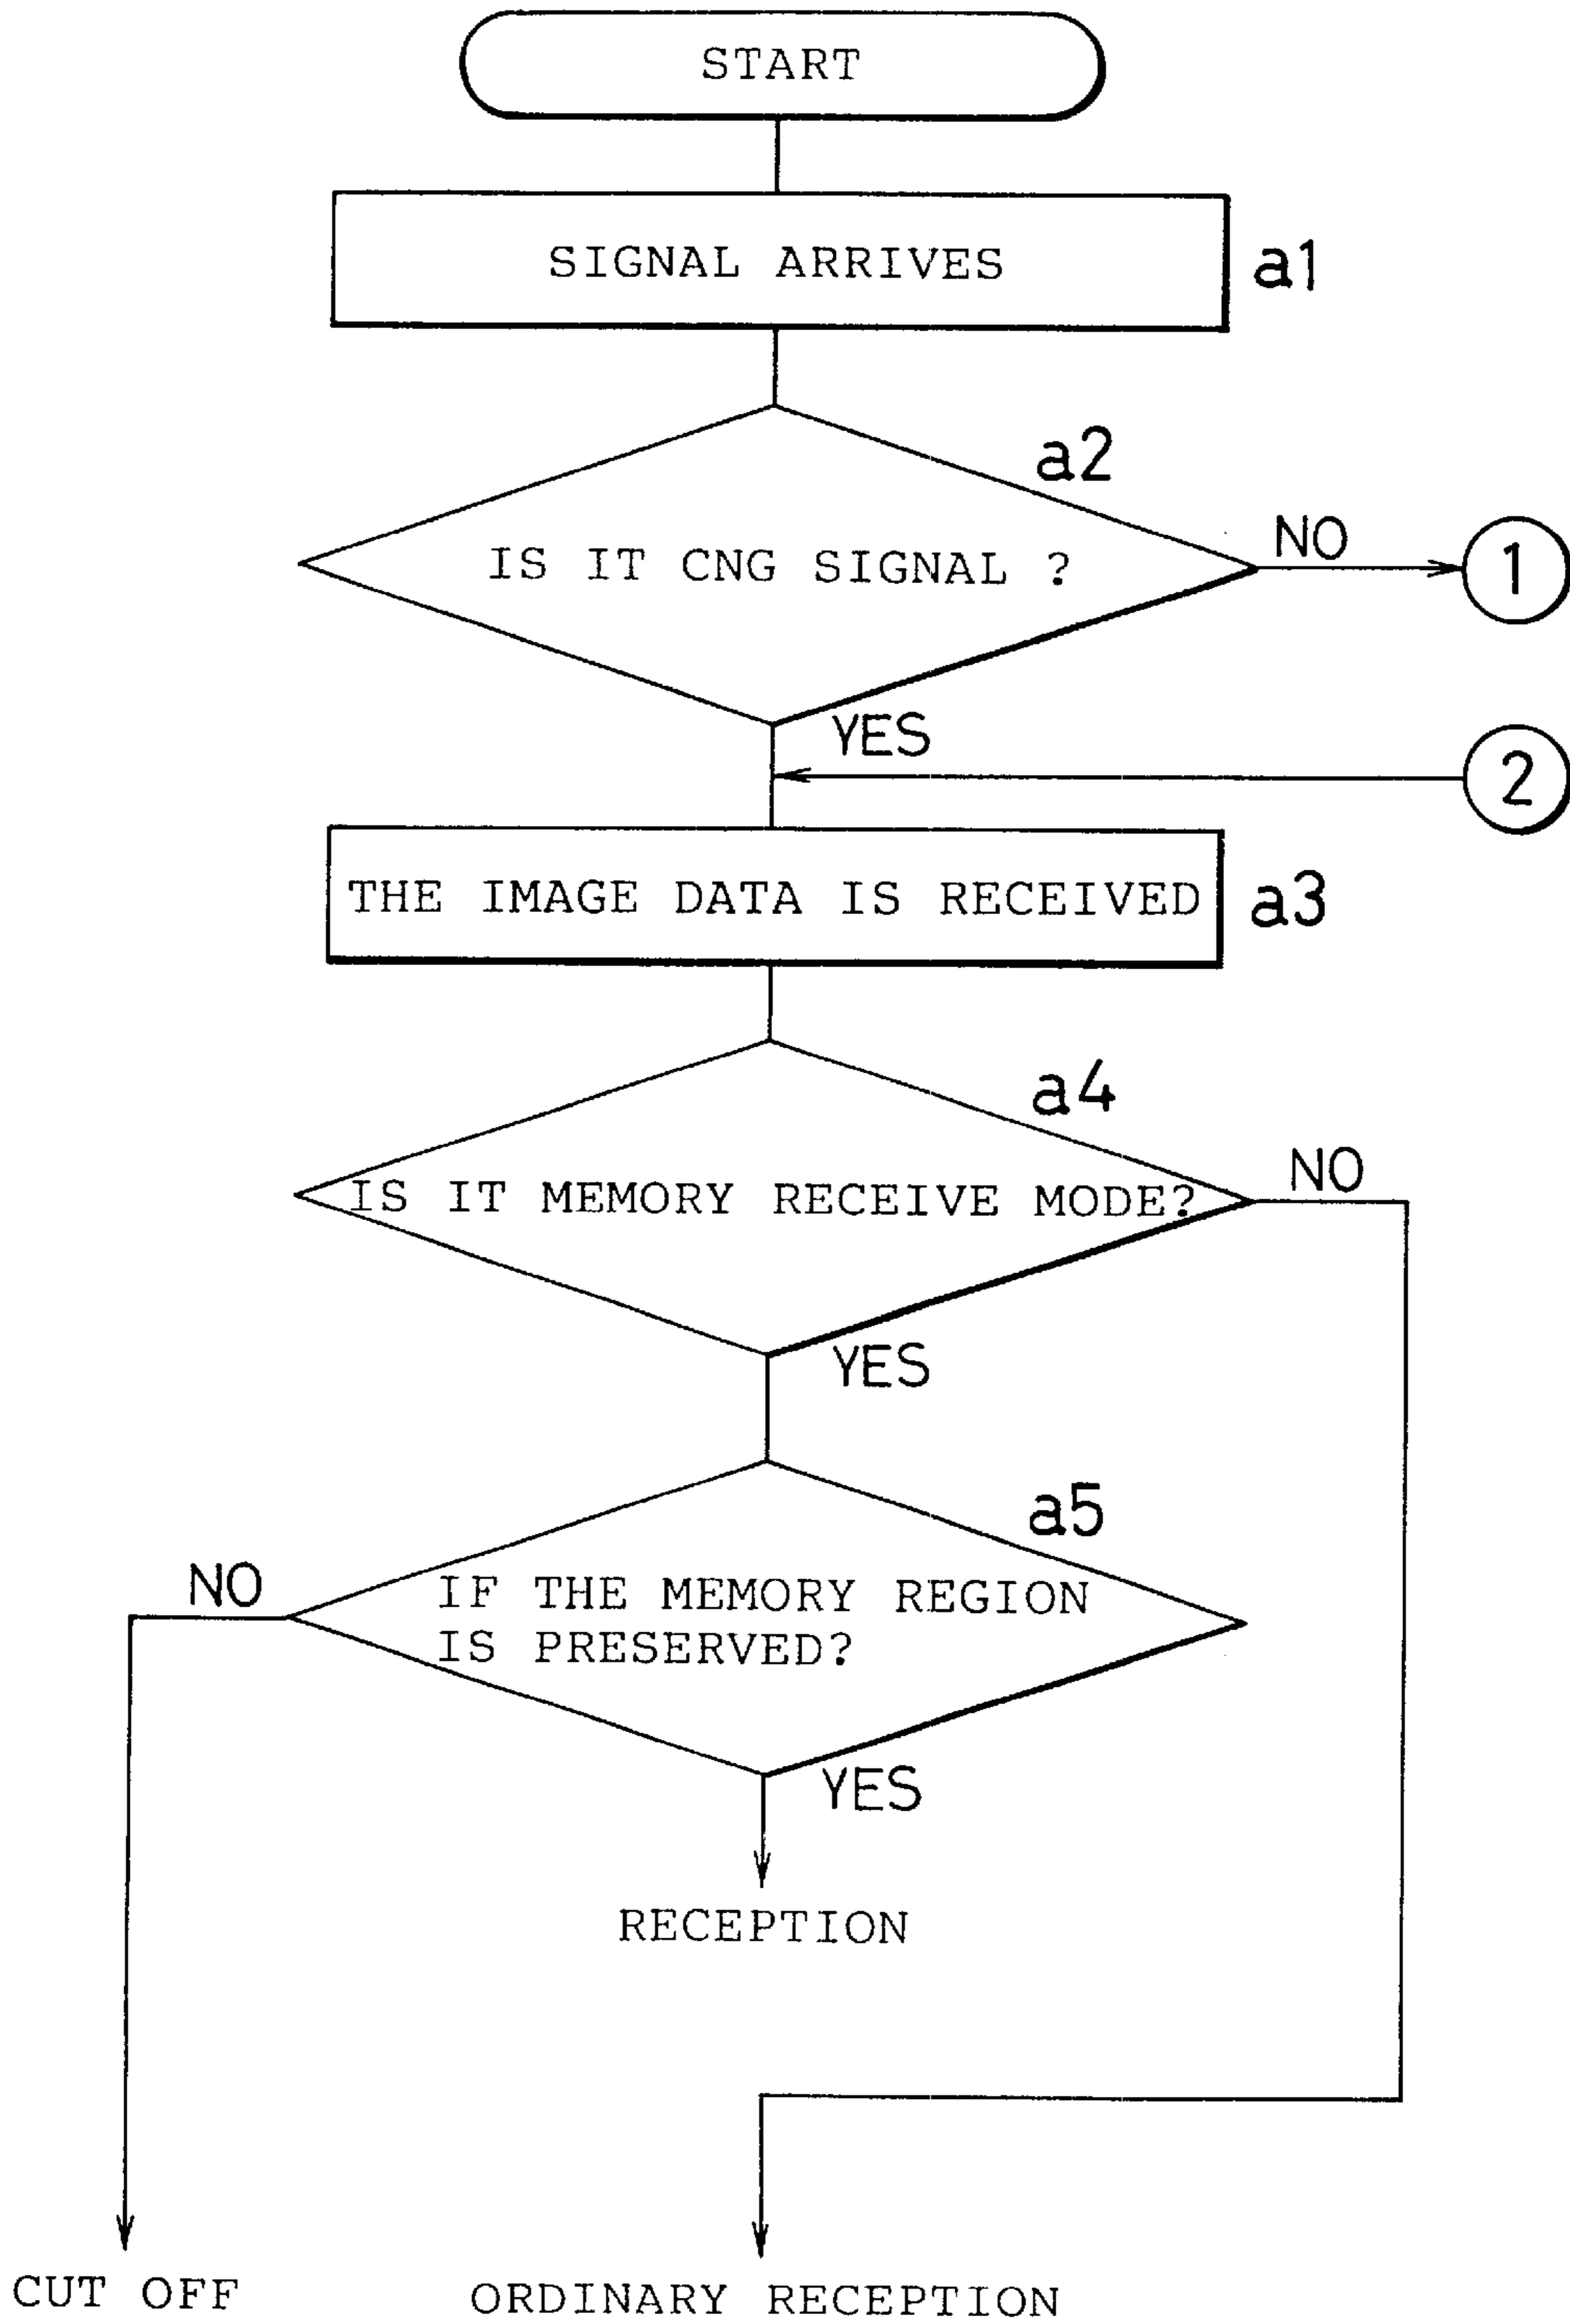 START
SIGNAL ARRIVES
a1
a2
IS IT CNG SIGNAL ?
NO
1
YES
2
THE IMAGE DATA IS RECEIVED
a3
a4
IS IT MEMORY RECEIVE MODE?
NO
YES
a5
NO
IF THE MEMORY REGION
IS PRESERVED?
YES
RECEPTION
CUT OFF
ORDINARY RECEPTION